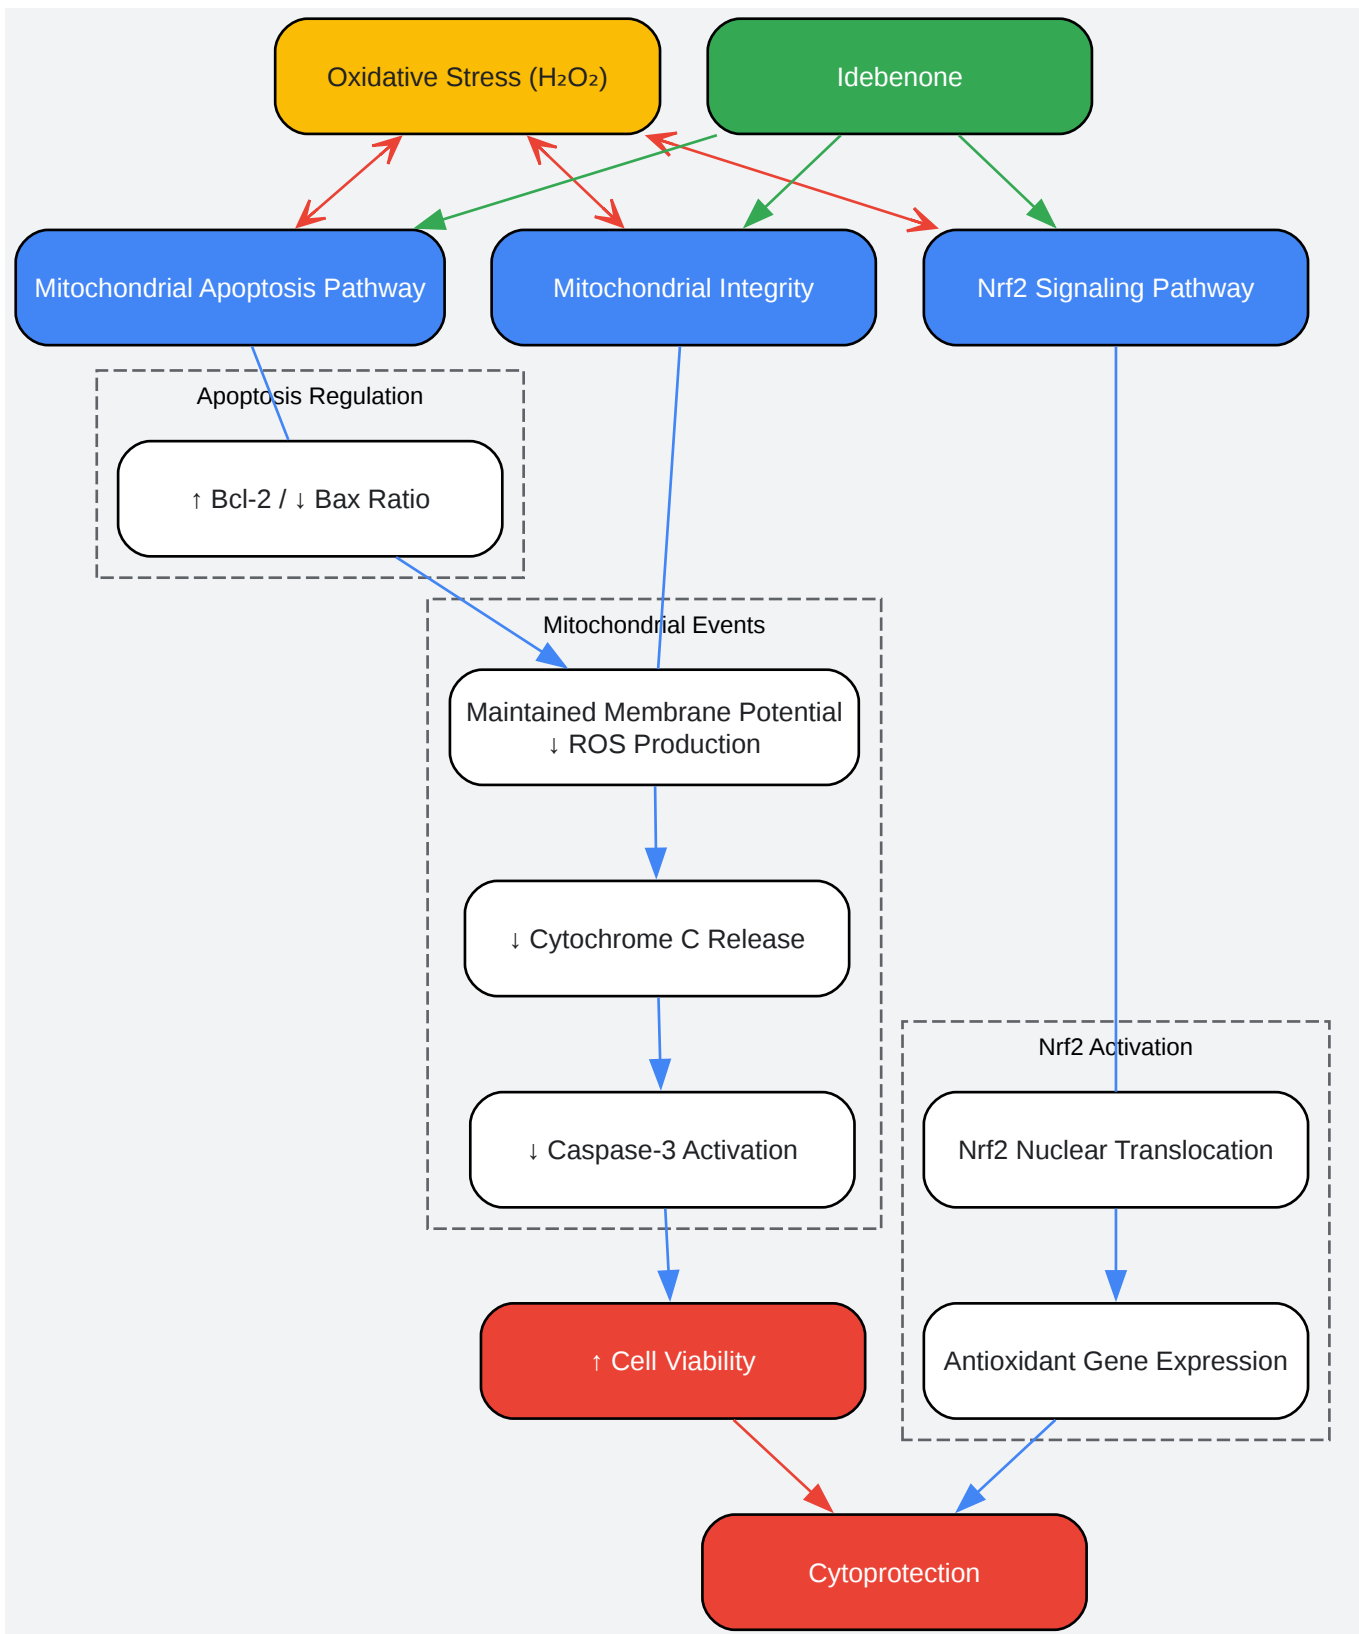 Oxidative Stress (H₂O₂)
Idebenone
Mitochondrial Apoptosis Pathway
Mitochondrial Integrity
Nrf2 Signaling Pathway
Apoptosis Regulation
↑ Bcl-2 / ↓ Bax Ratio
Mitochondrial Events
Maintained Membrane Potential
↓ ROS Production
↓ Cytochrome C Release
↓ Caspase-3 Activation
Nrf2 Activation
Nrf2 Nuclear Translocation
Antioxidant Gene Expression
↑ Cell Viability
Cytoprotection